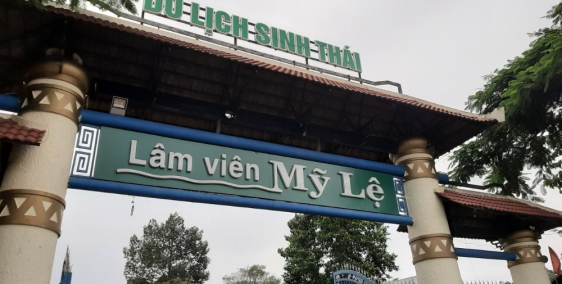 DU LỊCH SINH THÁI
Lâm viên Mỹ Lệ